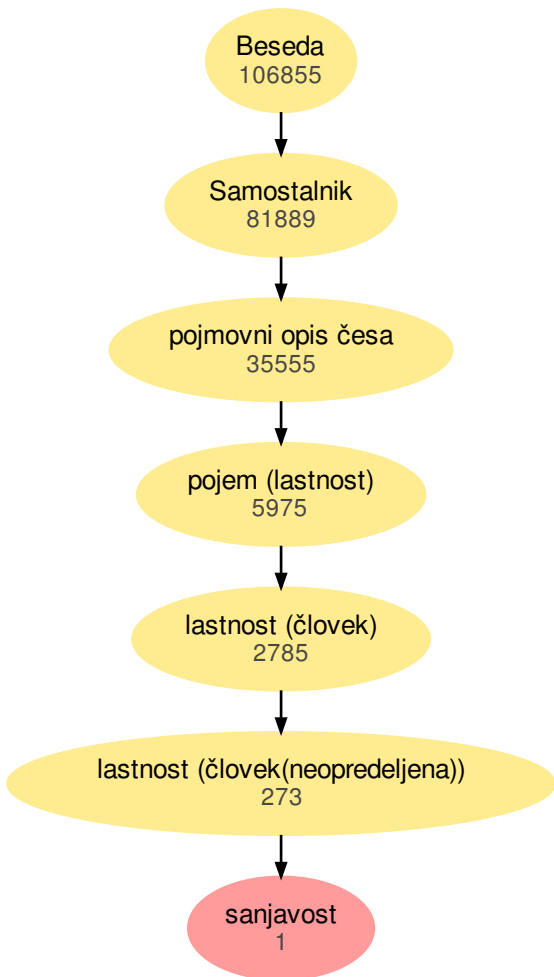 Beseda
106855
Samostalnik
81889
pojmovni opis česa
35555
pojem (lastnost)
5975
lastnost (človek)
2785
lastnost (človek(neopredeljena))
273
sanjavost
1